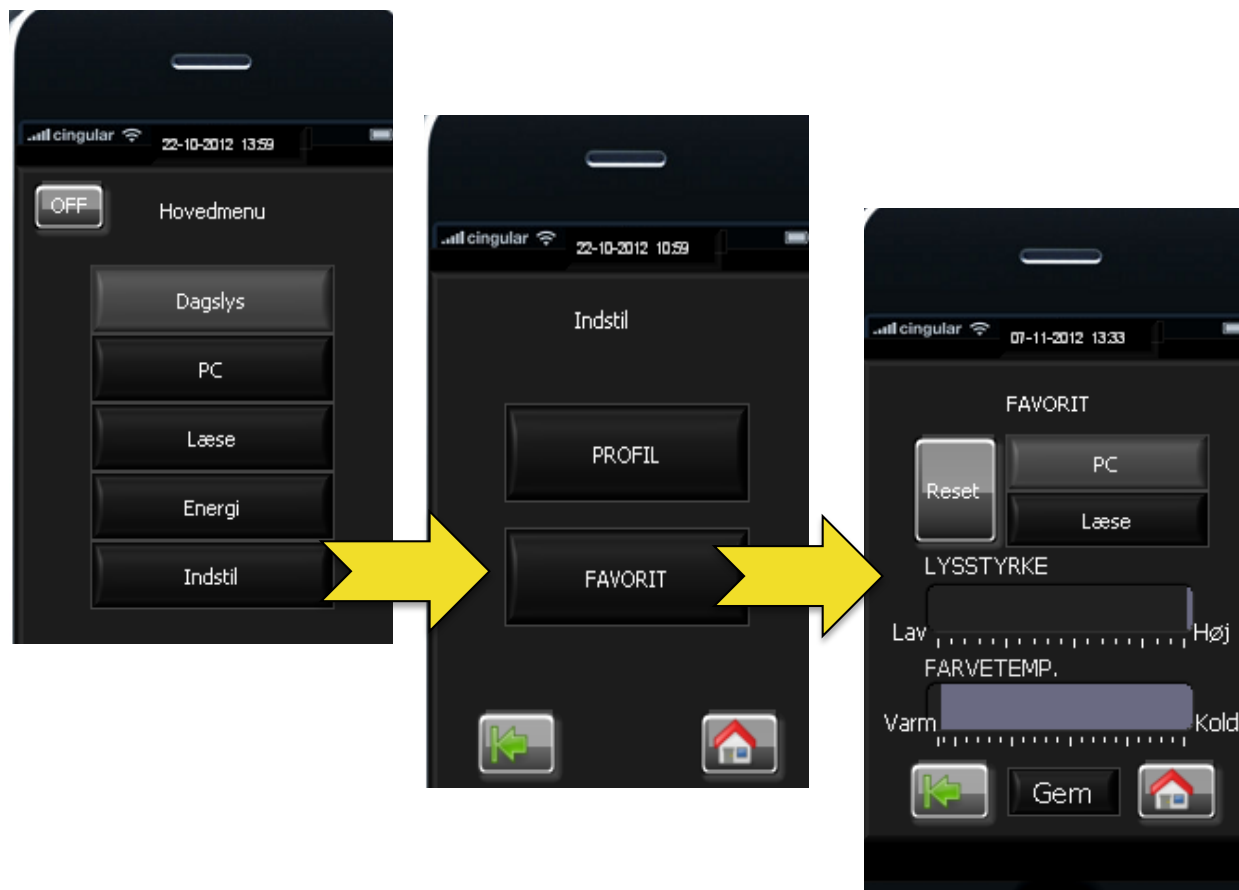 cingular 22-10-2012 13:59
OFF Hovedmenu
Dagslys
PC
Læse
Energi
Indstil
cingular 22-10-2012 10:59
Indstil
PROFIL
FAVORIT
cingular 07-11-2012 13:33
FAVORIT
Reset
PC
Læse
LYSSTYRKE
Lav Høj
FARVETEMP.
Varm Kold
Gem